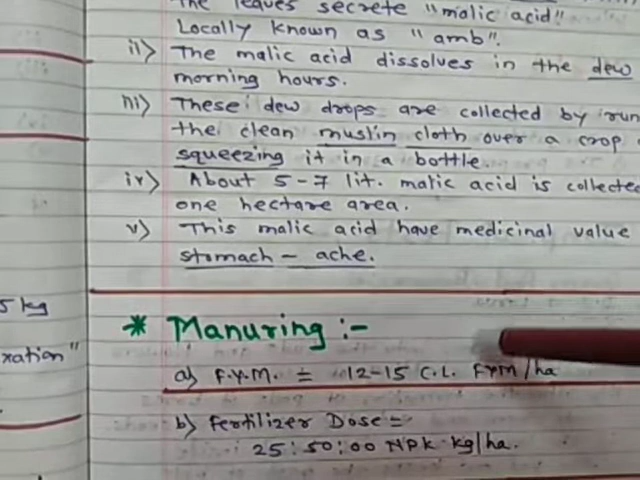 The leaves secrete "malic acid"
Locally known as "amb".
ii) The malic acid dissolves in the dew
morning hours.
iii) These dew drops are collected by run
the clean muslin cloth over a crop
squeezing it in a bottle.
iv) About 5-7 lit. malic acid is collected
one hectare area.
v) This malic acid have medicinal value
stomach - ache.
5 kg
* Manuring :-
xation"
a) F.Y.M. = 12-15 C.L. FYM/ha
b) Fertilizer Dose =
25:50:00 NPK kg/ha.